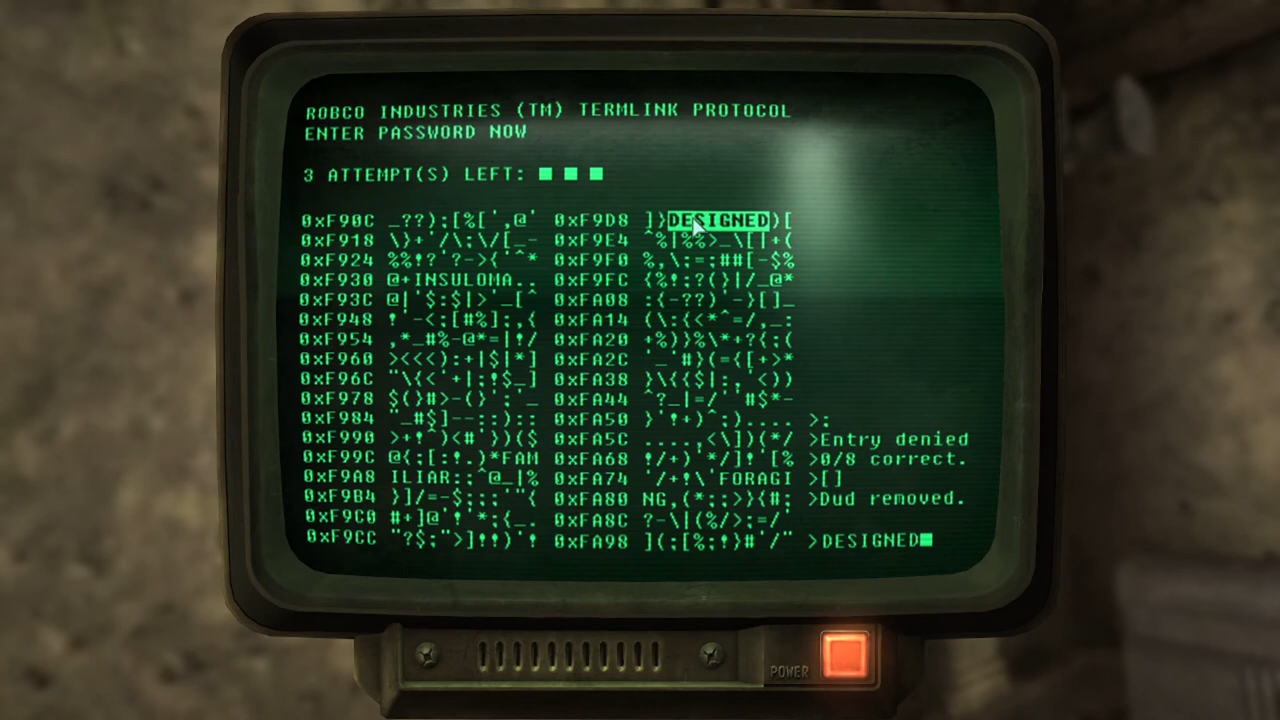 ROBCO INDUSTRIES (TM) TERMLINK PROTOCOL
ENTER PASSWORD NOW
3 ATTEMPT(S) LEFT: ■ ■ ■
0xF90C _??);[%[',@' 0xF9D8 ]}DESIGNED)[
0xF918 \}+'/\;\/[_- 0xF9E4 ^%|%%>_\[|+(
0xF924 %%!?'?->{'^* 0xF9F0 %,\:=;##[-$%
0xF930 @+INSULOMA.. 0xF9FC {%!:?(}|/_@*
0xF93C @|'$:$|>'_[^ 0xFA08 :{-??)'-}[]_
0xF948 !'-<;[#%]:,{ 0xFA14 (\:{<*^=/,_:
0xF954 ,*_#%-@*=|!/ 0xFA20 +%)}%\*+?{;(
0xF960 ><<<):+|$|*] 0xFA2C '_'#}(={[+>*
0xF96C "\{<'+|;!$_] 0xFA38 }\{{$|:,'<))
0xF978 $(}#>-(}';'_ 0xFA44 ^?_|=/''#$*-
0xF984 "_#$]--::):: 0xFA50 }'!+)^;).... >:
0xF990 >+!^)<#'})($ 0xFA5C ....,<\])(*/ >Entry denied
0xF99C @{;[:!.)*FAM 0xFA68 !/+)'*/]!'[% >0/8 correct.
0xF9A8 ILIAR:;^@_|% 0xFA74 '/+!\'FORAGI >[]
0xF9B4 }]/=-$;:;'"{ 0xFA80 NG,(*;;>}{#; >Dud removed.
0xF9C0 #+]@'!'*;{_. 0xFA8C ?-\|(%/>;=/'
0xF9CC "?$;">]!!)'! 0xFA98 ](;[%;!}#'/" >DESIGNED■
POWER